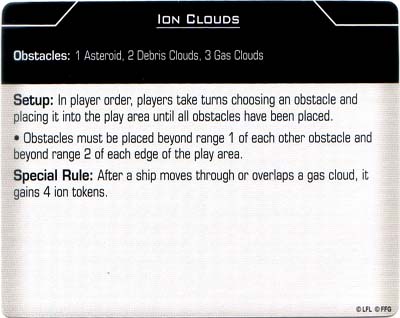 Ion Clouds
Obstacles: 1 Asteroid, 2 Debris Clouds, 3 Gas Clouds
Setup: In player order, players take turns choosing an obstacle and
placing it into the play area until all obstacles have been placed.
• Obstacles must be placed beyond range 1 of each other obstacle and
beyond range 2 of each edge of the play area.
Special Rule: After a ship moves through or overlaps a gas cloud, it
gains 4 ion tokens.
© LFL © FFG